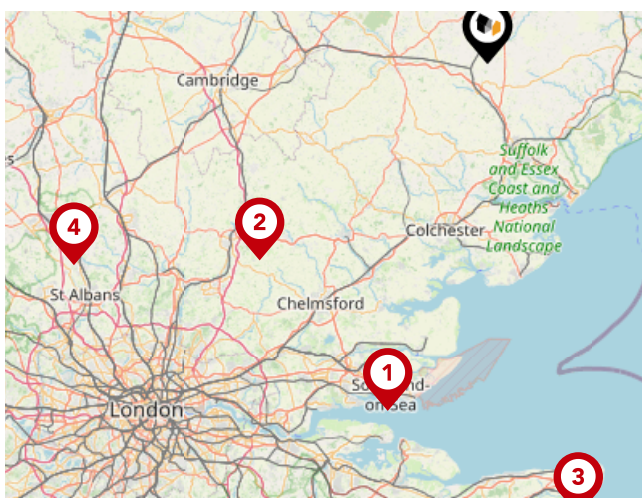 Cambridge
Suffolk
and Essex
Coast and
Heaths
National
Landscape
4
2
Colchester
St Albans
Chelmsford
1
on Sea
London
3